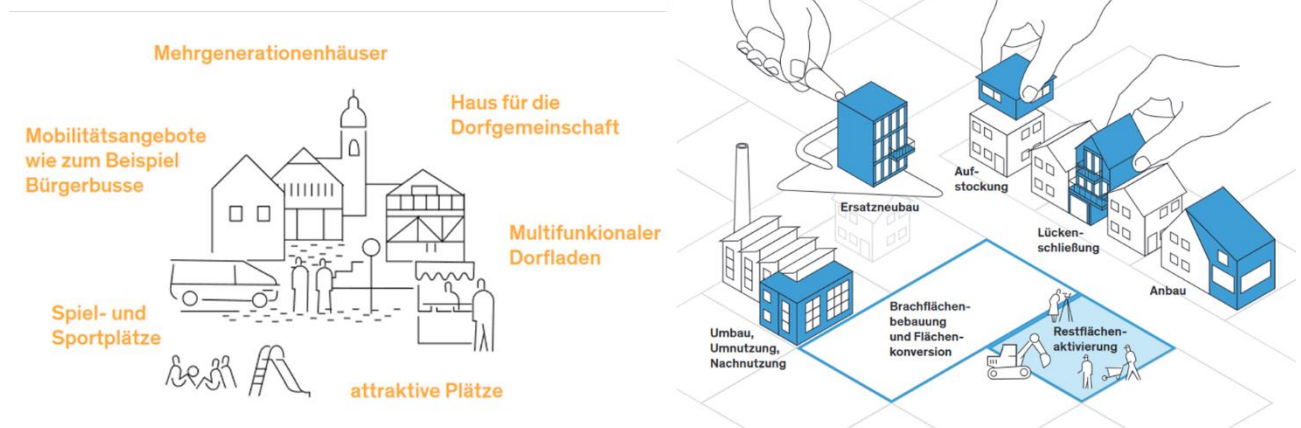 Mehrgenerationenhäuser
Haus für die
Dorfgemeinschaft
Mobilitätsangebote
wie zum Beispiel
Bürgerbusse
Multifunkionaler
Dorfladen
Spiel- und
Sportplätze
attraktive Plätze
Ersatzneubau
Auf-
stockung
Lücken-
schließung
Anbau
Umbau,
Umnutzung,
Nachnutzung
Brachflächen-
bebauung
und Flächen-
konversion
Restflächen-
aktivierung